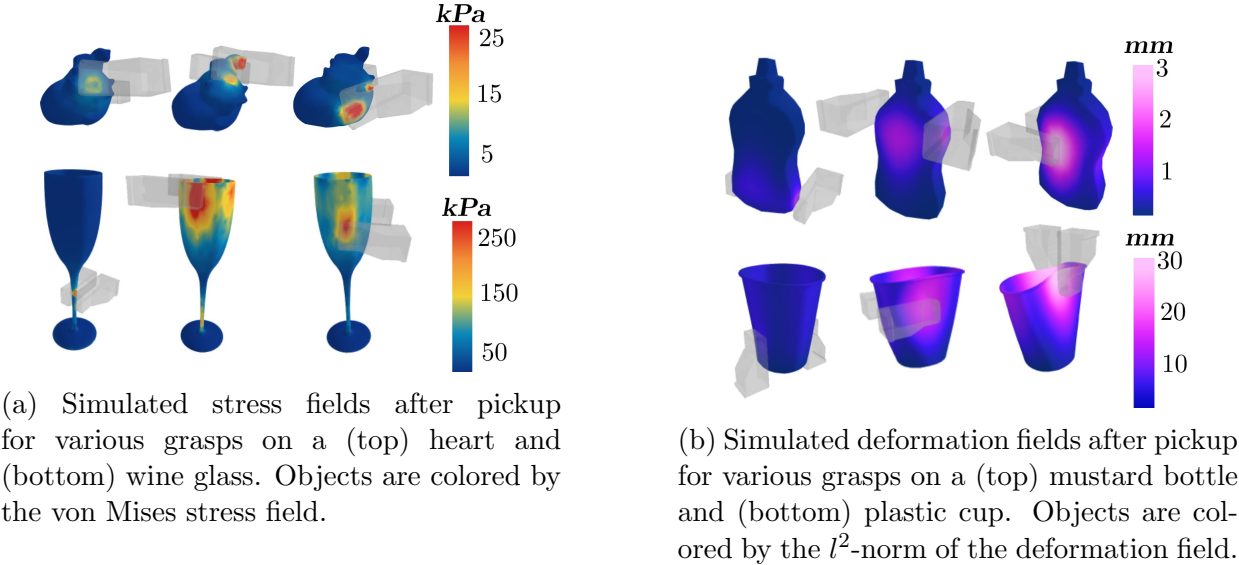 kPa
25
15
5
kPa
250
150
50
(a) Simulated stress fields after pickup
for various grasps on a (top) heart and
(bottom) wine glass. Objects are colored by
the von Mises stress field.
mm
3
2
1
mm
30
20
10
(b) Simulated deformation fields after pickup
for various grasps on a (top) mustard bottle
and (bottom) plastic cup. Objects are col-
ored by the l²-norm of the deformation field.